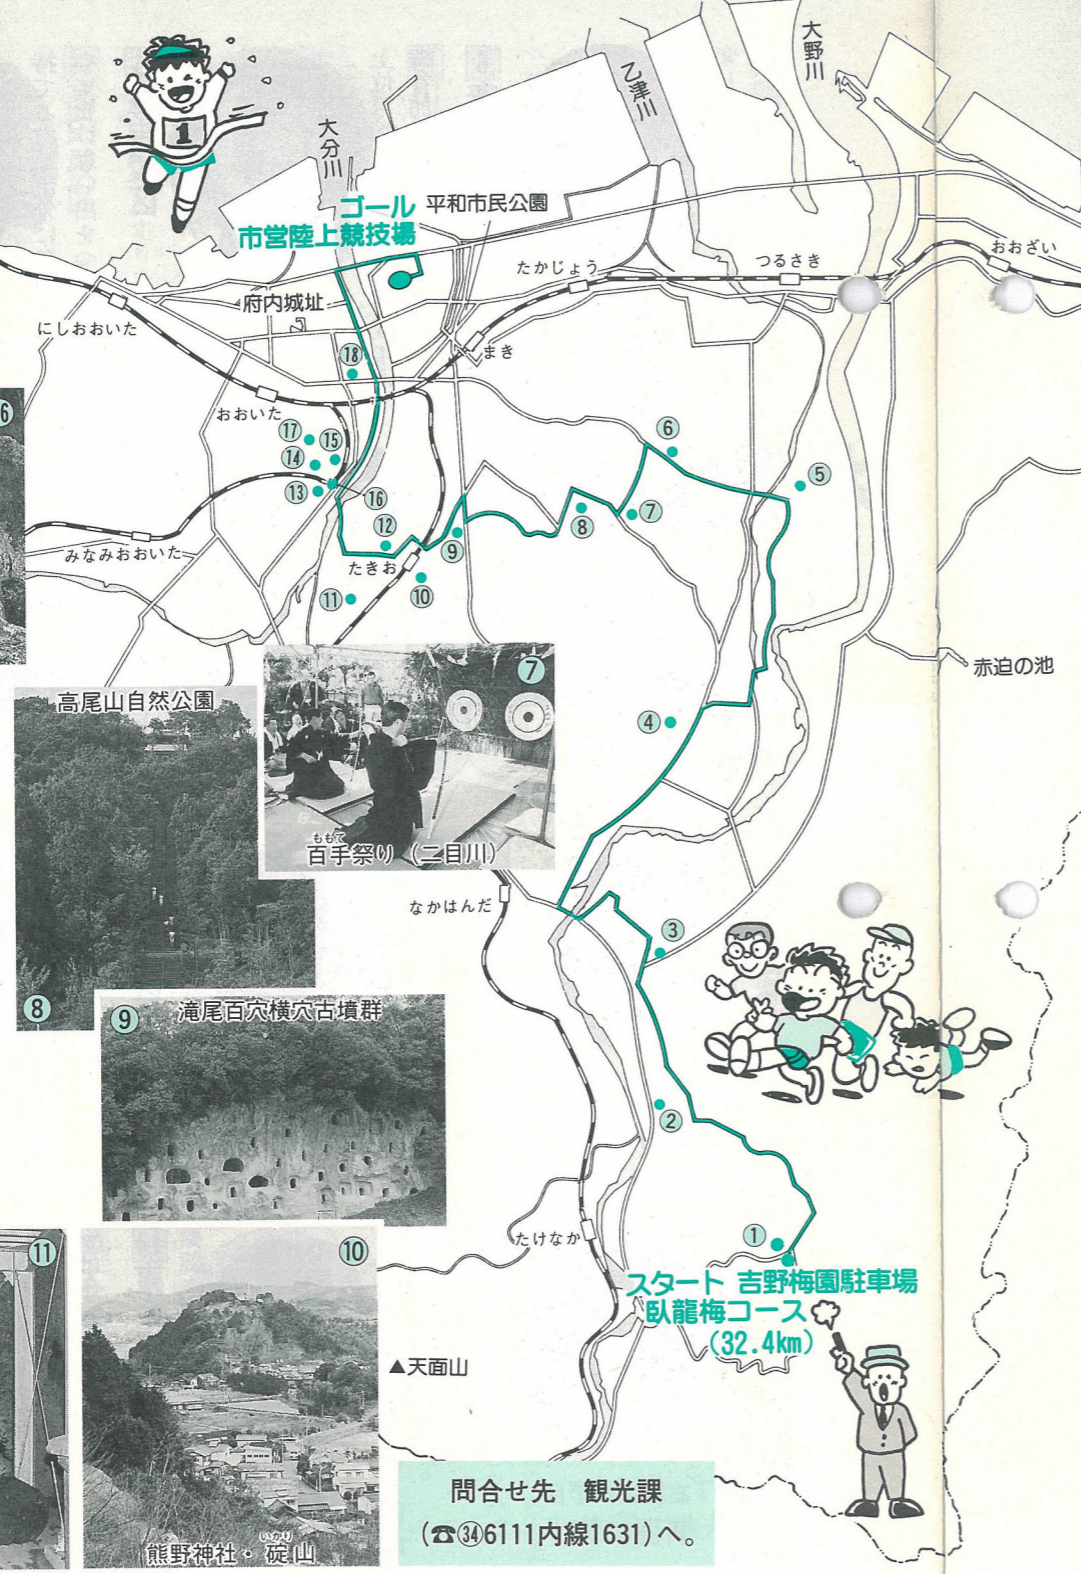 大野川
乙津川
大分川
1
ゴール
市営陸上競技場
平和市民公園
おおざい
つるさき
たかじょう
府内城址
にしおおいた
まき
⑱
おおいた
6
⑰
⑮
⑭
⑬
⑯
⑥
⑤
⑧
⑦
⑫
⑨
みなみおおいた
たきお
⑪
⑩
赤迫の池
⑦
百手祭り(二目川)
ももて
高尾山自然公園
⑧
④
なかはんだ
③
⑨
滝尾百穴横穴古墳群
②
たけなか
①
スタート 吉野梅園駐車場
臥龍梅コース
(32.4km)
⑪
⑩
熊野神社・碇山
いかり
▲天面山
問合せ先 観光課
(☎㉞6111内線1631)へ。